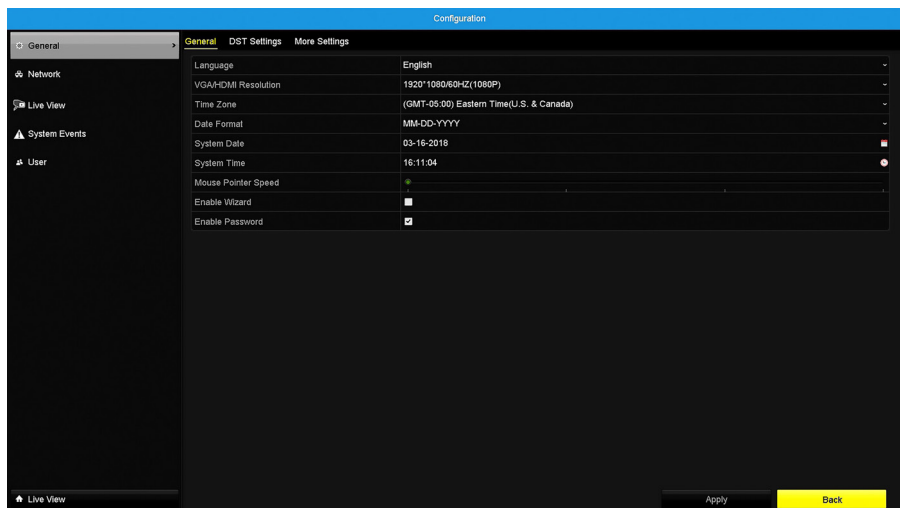 Configuration
General
Network
Live View
System Events
User
General DST Settings More Settings
Language English
VGA/HDMI Resolution 1920*1080/60HZ(1080P)
Time Zone (GMT-05:00) Eastern Time(U.S. & Canada)
Date Format MM-DD-YYYY
System Date 03-16-2018
System Time 16:11:04
Mouse Pointer Speed
Enable Wizard
Enable Password
Live View
Apply Back